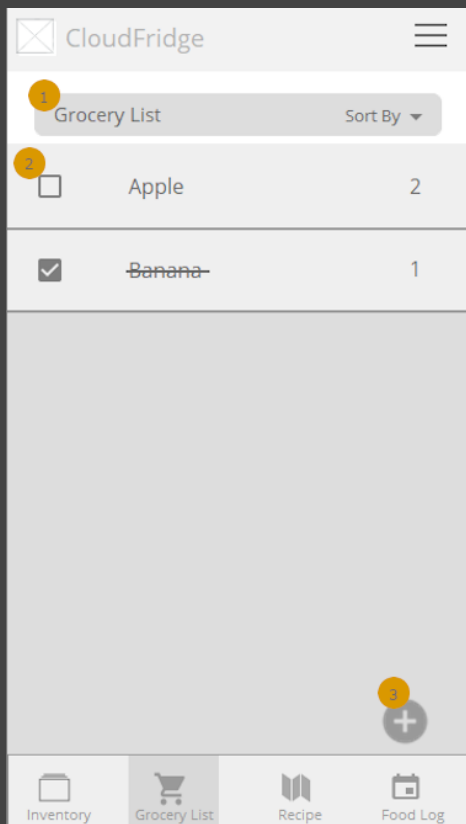 CloudFridge
1
Grocery List Sort By
2
Apple 2
Banana 1
3
Inventory Grocery List Recipe Food Log